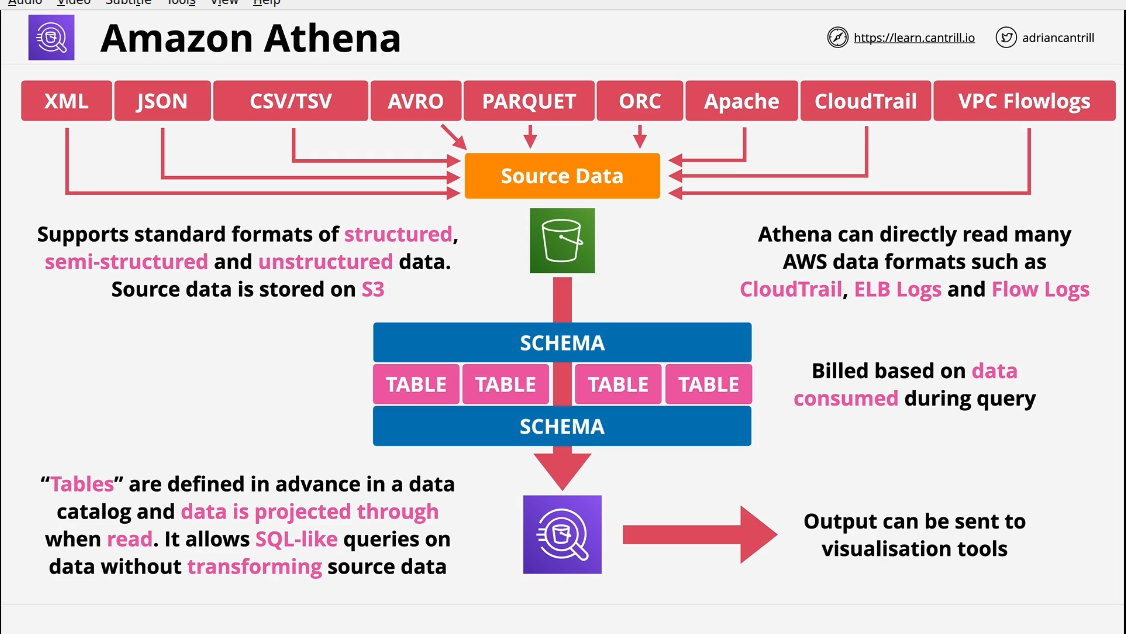 Audio Video Subtitle Tools View Help
Amazon Athena
https://learn.cantrill.io
adriancantrill
XML
JSON
CSV/TSV
AVRO
PARQUET
ORC
Apache
CloudTrail
VPC Flowlogs
Source Data
Supports standard formats of structured,
semi-structured and unstructured data.
Source data is stored on S3
Athena can directly read many
AWS data formats such as
CloudTrail, ELB Logs and Flow Logs
SCHEMA
TABLE
TABLE
TABLE
TABLE
SCHEMA
Billed based on data
consumed during query
“Tables” are defined in advance in a data
catalog and data is projected through
when read. It allows SQL-like queries on
data without transforming source data
Output can be sent to
visualisation tools